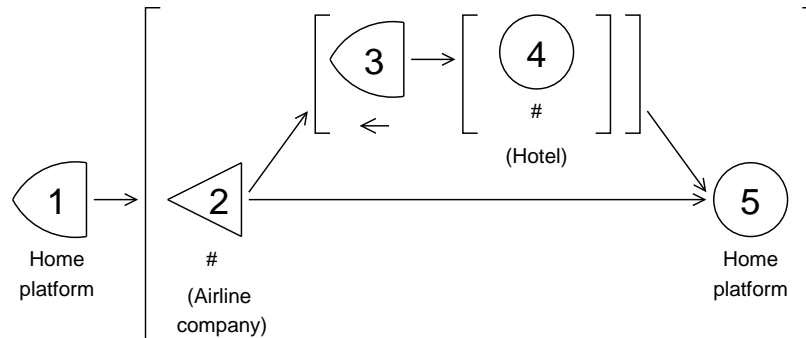 3
4
#
(Hotel)
1
2
5
Home
platform
#
(Airline
company)
Home
platform